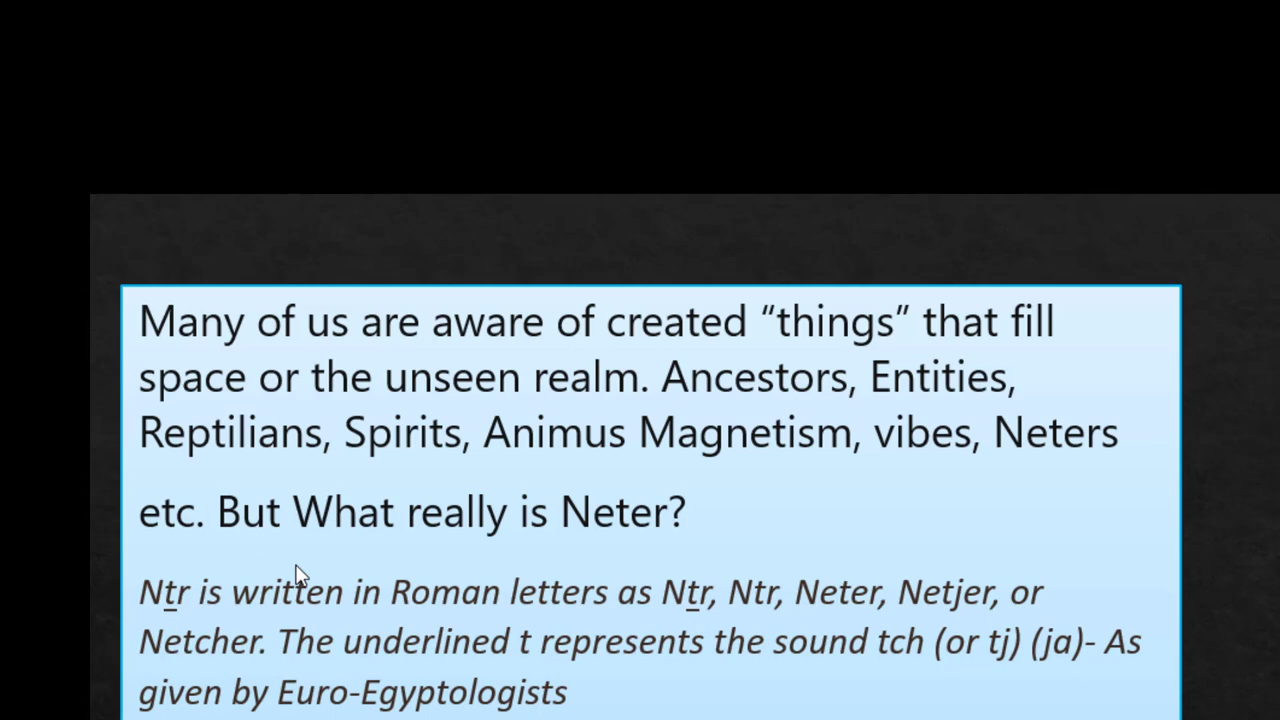 Many of us are aware of created “things” that fill
space or the unseen realm. Ancestors, Entities,
Reptilians, Spirits, Animus Magnetism, vibes, Neters
etc. But What really is Neter?
Nṯr is written in Roman letters as Nṯr, Ntr, Neter, Netjer, or
Netcher. The underlined t represents the sound tch (or tj) (ja)- As
given by Euro-Egyptologists